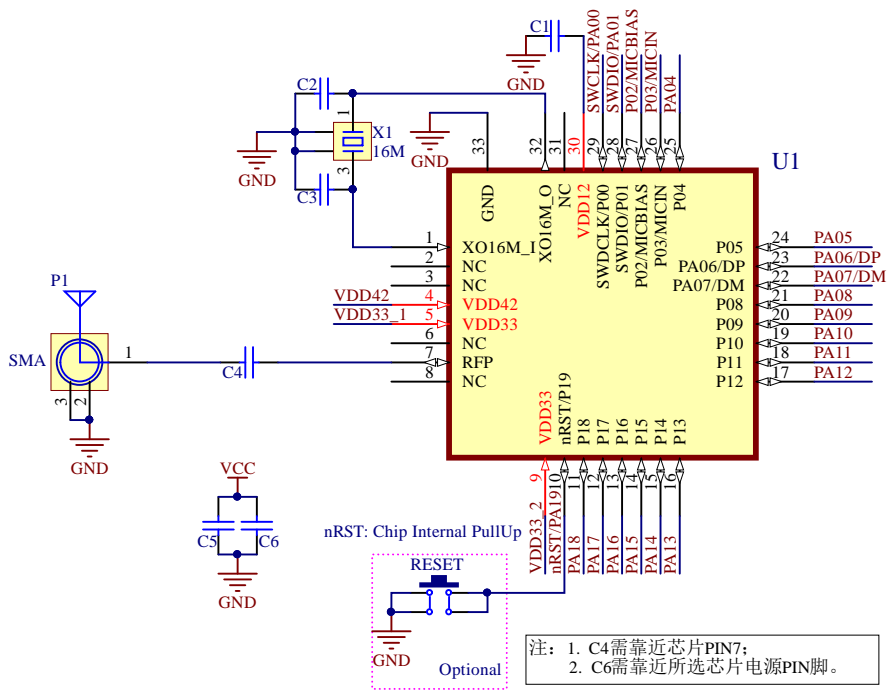 C1
GND
SWCLK/PA00
SWDIO/PA01
P02/MICBIAS
P03/MICIN
PA04
C2
1
X1
16M
3
C3
GND
GND
33
32
31
30
29
28
27
26
25
U1
GND
XO16M_O
NC
VDD12
SWDCLK/P00
SWDIO/P01
P02/MICBIAS
P03/MICIN
P04
1 XO16M_I
2 NC
3 NC
VDD42 4 VDD42
VDD33_1 5 VDD33
6 NC
7 RFP
8 NC
P05 24 PA05
PA06/DP 23 PA06/DP
PA07/DM 22 PA07/DM
P08 21 PA08
P09 20 PA09
P10 19 PA10
P11 18 PA11
P12 17 PA12
P1
SMA
1
3
2
GND
C4
VDD33
nRST/P19
P18
P17
P16
P15
P14
P13
9
10
11
12
13
14
15
16
VDD33_2
nRST/PA19
PA18
PA17
PA16
PA15
PA14
PA13
VCC
C5
C6
GND
nRST: Chip Internal PullUp
RESET
GND
Optional
注：1. C4需靠近芯片PIN7;
2. C6需靠近所选芯片电源PIN脚。